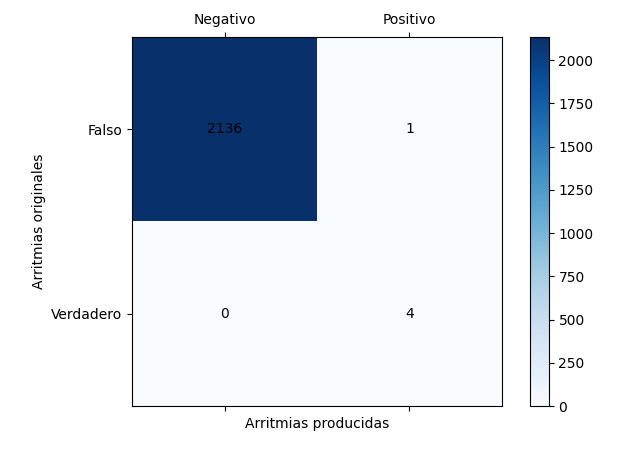 Negativo Positivo
Falso 2136 1
Verdadero 0 4
Arritmias originales
Arritmias producidas
2000
1750
1500
1250
1000
750
500
250
0